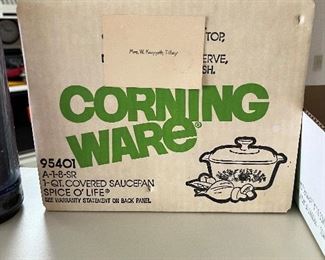 TOP,
Mrs. W. Kenneth Tilley
ERVE,
SH.
CORNING
WARE®
95401
A-1-8-SR
1-QT. COVERED SAUCEPAN
SPICE O' LIFE®
SEE WARRANTY STATEMENT ON BACK PANEL